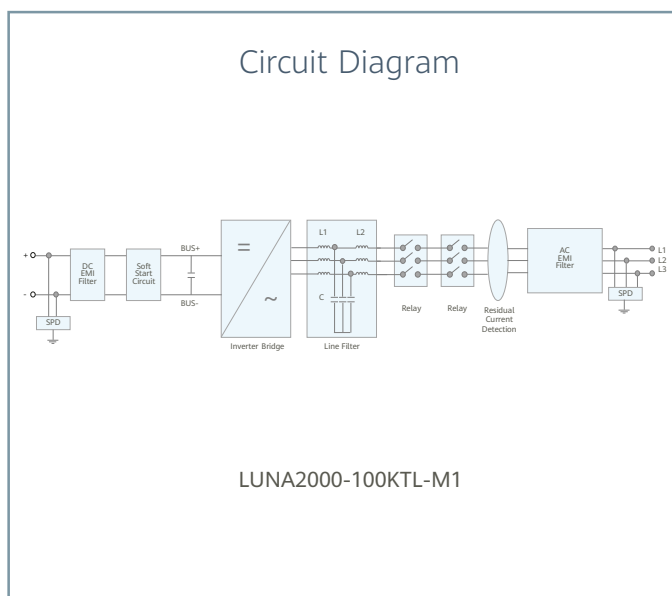 Circuit Diagram
+
-
SPD
DC
EMI
Filter
Soft
Start
Circuit
BUS+
BUS-
=
~
Inverter Bridge
L1
L2
C
Line Filter
Relay
Relay
Residual
Current
Detection
AC
EMI
Filter
L1
L2
L3
SPD
LUNA2000-100KTL-M1